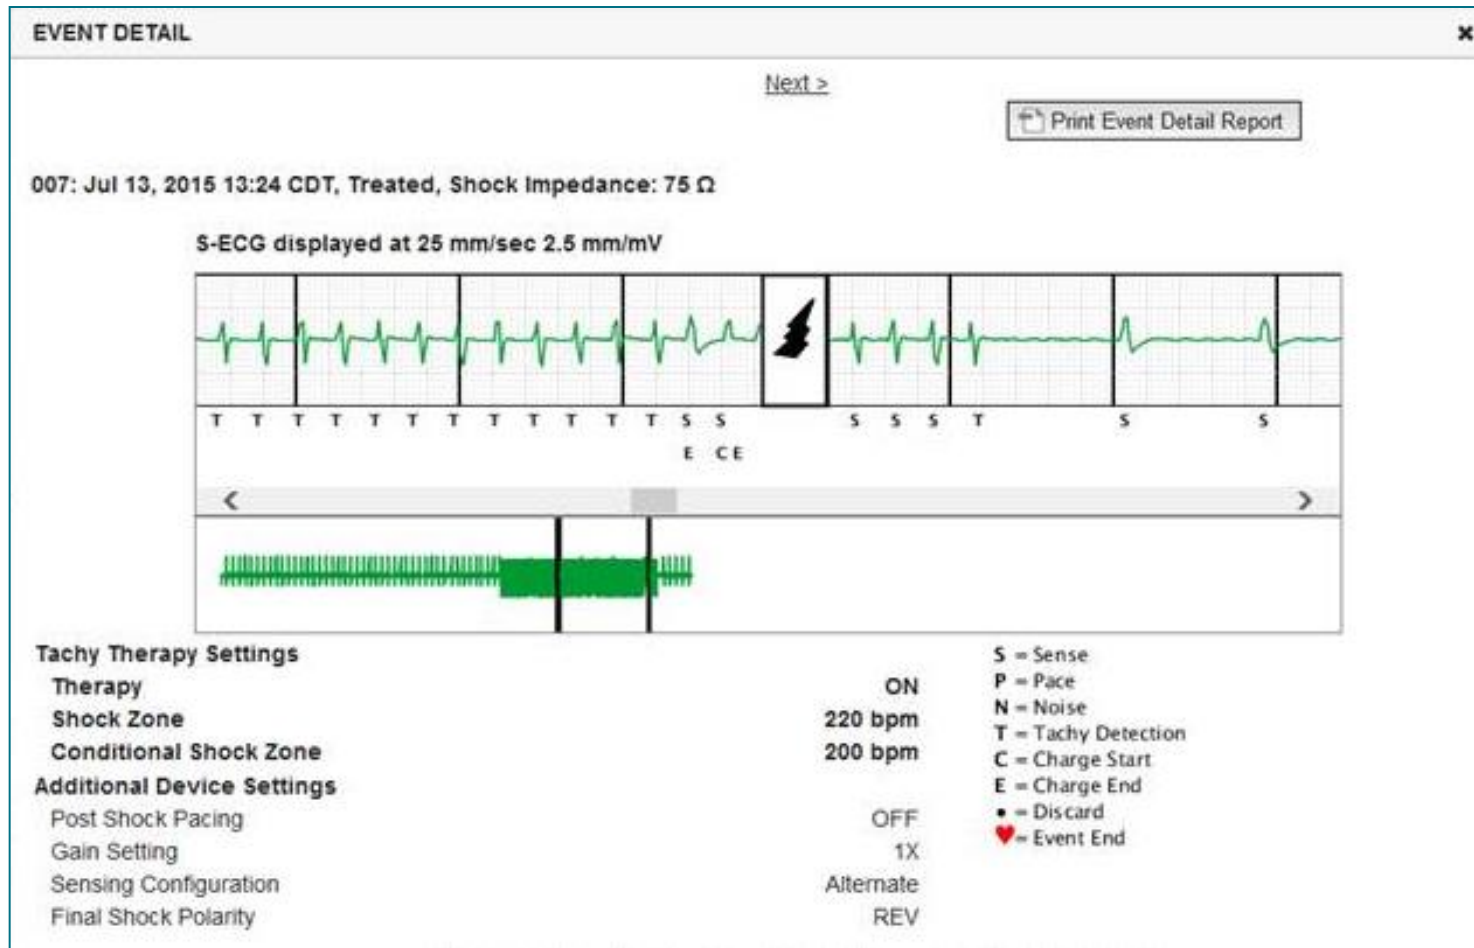 EVENT DETAIL
Next >
Print Event Detail Report
007: Jul 13, 2015 13:24 CDT, Treated, Shock Impedance: 75 Ω
S-ECG displayed at 25 mm/sec 2.5 mm/mV
T T T T T T T T T T T T S S S S S T S S
E C E
Tachy Therapy Settings
Therapy ON
Shock Zone 220 bpm
Conditional Shock Zone 200 bpm
Additional Device Settings
Post Shock Pacing OFF
Gain Setting 1X
Sensing Configuration Alternate
Final Shock Polarity REV
S = Sense
P = Pace
N = Noise
T = Tachy Detection
C = Charge Start
E = Charge End
• = Discard
♥ = Event End